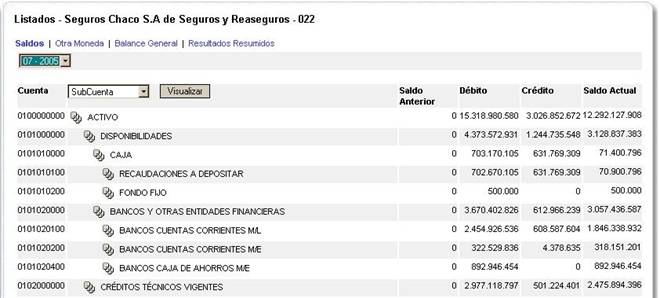 Listados - Seguros Chaco S.A de Seguros y Reaseguros - 022
Saldos | Otra Moneda | Balance General | Resultados Resumidos
07 - 2005
Cuenta SubCuenta Visualizar Saldo Anterior Débito Crédito Saldo Actual
0100000000 ACTIVO 0 15.318.980.580 3.026.852.672 12.292.127.908
0101000000 DISPONIBILIDADES 0 4.373.572.931 1.244.735.548 3.128.837.383
0101010000 CAJA 0 703.170.105 631.769.309 71.400.796
0101010100 RECAUDACIONES A DEPOSITAR 0 702.670.105 631.769.309 70.900.796
0101010200 FONDO FIJO 0 500.000 0 500.000
0101020000 BANCOS Y OTRAS ENTIDADES FINANCIERAS 0 3.670.402.826 612.966.239 3.057.436.587
0101020100 BANCOS CUENTAS CORRIENTES M/L 0 2.454.926.536 608.587.604 1.846.338.932
0101020200 BANCOS CUENTAS CORRIENTES M/E 0 322.529.836 4.378.635 318.151.201
0101020400 BANCOS CAJA DE AHORROS M/E 0 892.946.454 0 892.946.454
0102000000 CRÉDITOS TÉCNICOS VIGENTES 0 2.977.118.797 501.224.401 2.475.894.396